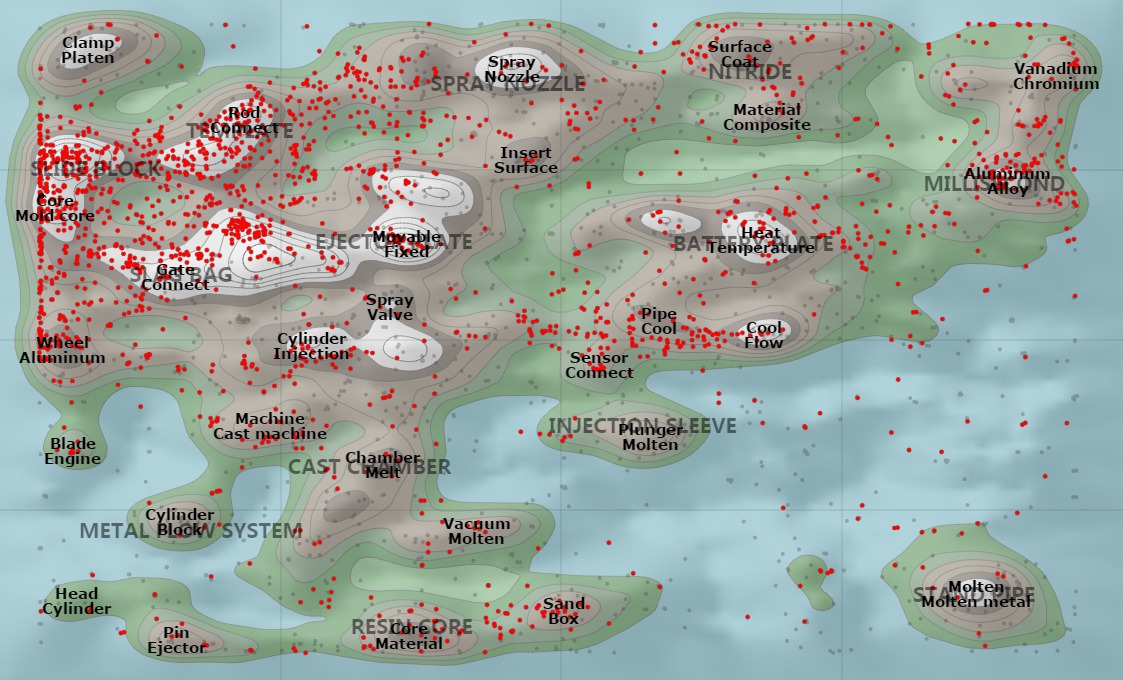 Clamp
Platen
Spray
Nozzle
SPRAY NOZZLE
Surface
Coat
NITRIDE
Vanadium
Chromium
Material
Composite
Rod
Connect
TEMPLATE
Insert
Surface
SLIDE BLOCK
Aluminum
Alloy
Core
Mold core
Movable
Fixed
Heat
Temperature
BATTERY PLATE
Gate
Connect
Spray
Valve
Pipe
Cool
Cool
Flow
Wheel
Aluminum
Cylinder
Injection
Sensor
Connect
Machine
Cast machine
INJECTION SLEEVE
Plunger
Molten
Blade
Engine
Chamber
Melt
CAST CHAMBER
Cylinder
Block
METAL FLOW SYSTEM
Vacuum
Molten
Head
Cylinder
Molten
Molten metal
STAND PIPE
Sand
Box
RESIN CORE
Core
Material
Pin
Ejector